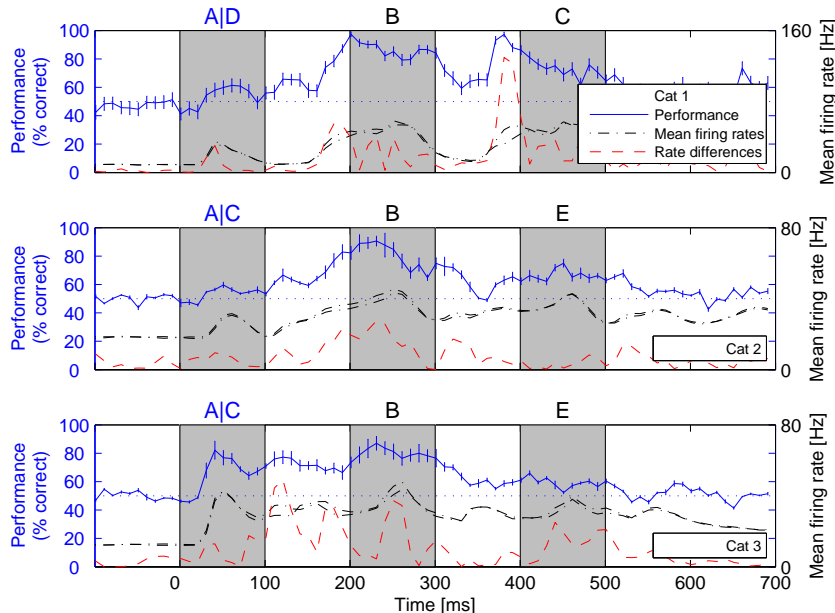 A|D B C
100
80
60
40
20
0
Performance
(% correct)
160
80
0
Mean firing rate [Hz]
Cat 1
Performance
Mean firing rates
Rate differences
A|C B E
100
80
60
40
20
0
Performance
(% correct)
80
40
0
Mean firing rate [Hz]
Cat 2
A|C B E
100
80
60
40
20
0
Performance
(% correct)
80
40
0
Mean firing rate [Hz]
Cat 3
0 100 200 300 400 500 600 700
Time [ms]